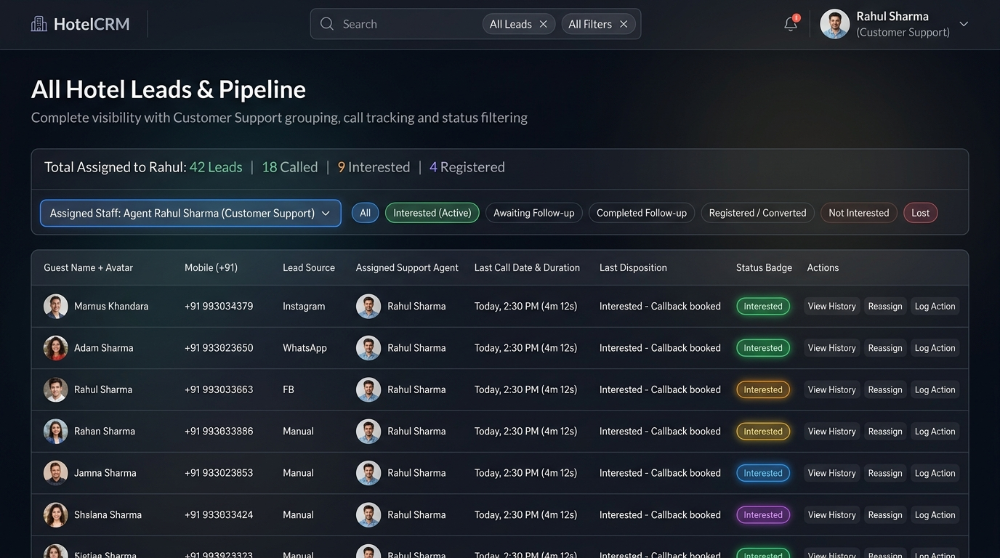 HotelCRM
Search
All Leads ×
All Filters ×
!
Rahul Sharma
(Customer Support)
All Hotel Leads & Pipeline
Complete visibility with Customer Support grouping, call tracking and status filtering
Total Assigned to Rahul: 42 Leads | 18 Called | 9 Interested | 4 Registered
Assigned Staff: Agent Rahul Sharma (Customer Support) All Interested (Active) Awaiting Follow-up Completed Follow-up Registered / Converted Not Interested Lost
Guest Name + Avatar Mobile (+91) Lead Source Assigned Support Agent Last Call Date & Duration Last Disposition Status Badge Actions
Marnus Khandara +91 993034379 Instagram Rahul Sharma Today, 2:30 PM (4m 12s) Interested - Callback booked Interested View History Reassign Log Action
Adam Sharma +91 933023650 WhatsApp Rahul Sharma Today, 2:30 PM (4m 12s) Interested - Callback booked Interested View History Reassign Log Action
Rahul Sharma +91 993033663 FB Rahul Sharma Today, 2:30 PM (4m 12s) Interested - Callback booked Interested View History Reassign Log Action
Rahan Sharma +91 993033886 Manual Rahul Sharma Today, 2:30 PM (4m 12s) Interested - Callback booked Interested View History Reassign Log Action
Jamna Sharma +91 933023653 Manual Rahul Sharma Today, 2:30 PM (4m 12s) Interested - Callback booked Interested View History Reassign Log Action
Shslana Sharma +91 933033424 Manual Rahul Sharma Today, 2:30 PM (4m 12s) Interested - Callback booked Interested View History Reassign Log Action
Sharma +91 993923323 Manual Rahul Sharma Today, 2:30 PM (4m 12s) Interested - Callback booked Interested View History Reassign Log Action